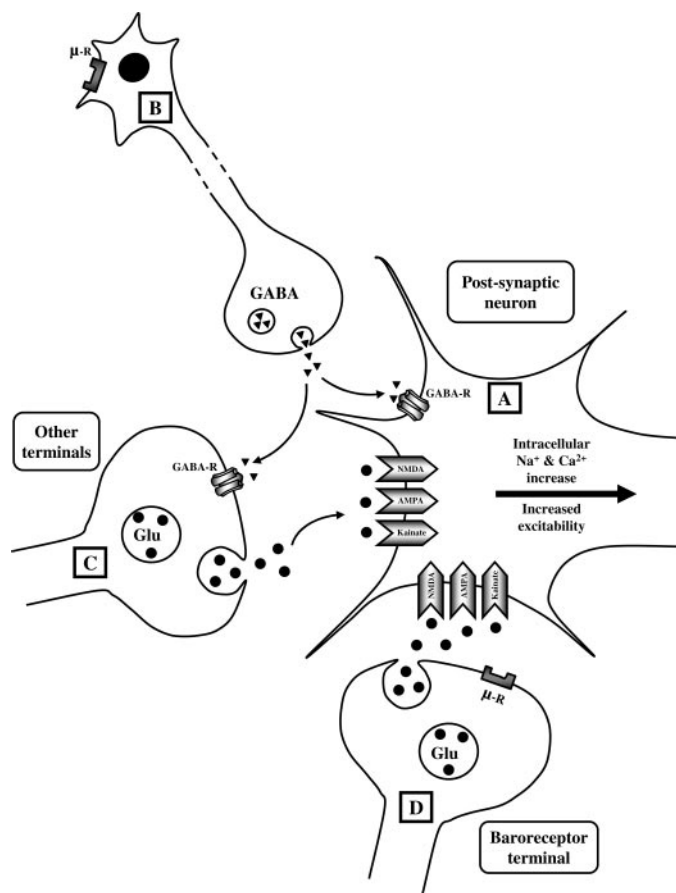 μ-R
B
GABA
Post-synaptic
neuron
A
GABA-R
Other
terminals
GABA-R
Intracellular
Na⁺ & Ca²⁺
increase
Increased
excitability
NMDA
AMPA
Kainate
Glu
C
NMDA
AMPA
Kainate
μ-R
Glu
D
Baroreceptor
terminal